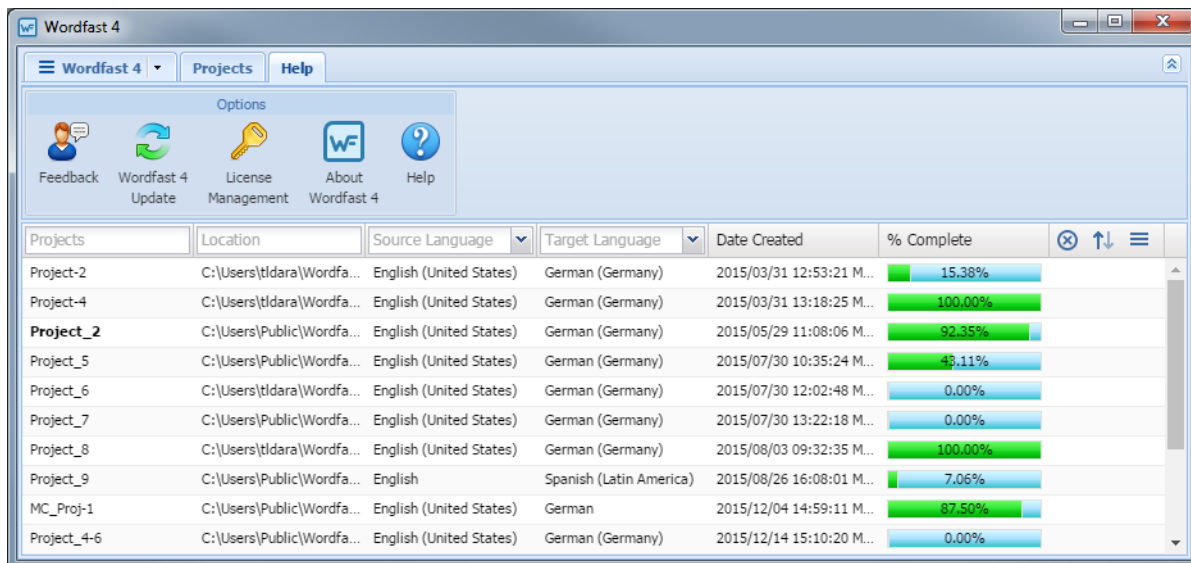 WF Wordfast 4
Wordfast 4 Projects Help
Options
WF
Feedback Wordfast 4 Update License Management About Wordfast 4 Help
Projects Location Source Language Target Language Date Created % Complete
Project-2 C:\Users\tldara\Wordfa... English (United States) German (Germany) 2015/03/31 12:53:21 M... 15.38%
Project-4 C:\Users\tldara\Wordfa... English (United States) German (Germany) 2015/03/31 13:18:25 M... 100.00%
Project_2 C:\Users\Public\Wordfa... English (United States) German (Germany) 2015/05/29 11:08:06 M... 92.35%
Project_5 C:\Users\Public\Wordfa... English (United States) German (Germany) 2015/07/30 10:35:24 M... 43.11%
Project_6 C:\Users\tldara\Wordfa... English (United States) German (Germany) 2015/07/30 12:02:48 M... 0.00%
Project_7 C:\Users\Public\Wordfa... English (United States) German (Germany) 2015/07/30 13:22:18 M... 0.00%
Project_8 C:\Users\tldara\Wordfa... English (United States) German (Germany) 2015/08/03 09:32:35 M... 100.00%
Project_9 C:\Users\Public\Wordfa... English Spanish (Latin America) 2015/08/26 16:08:01 M... 7.06%
MC_Proj-1 C:\Users\Public\Wordfa... English (United States) German 2015/12/04 14:59:11 M... 87.50%
Project_4-6 C:\Users\Public\Wordfa... English (United States) German (Germany) 2015/12/14 15:10:20 M... 0.00%